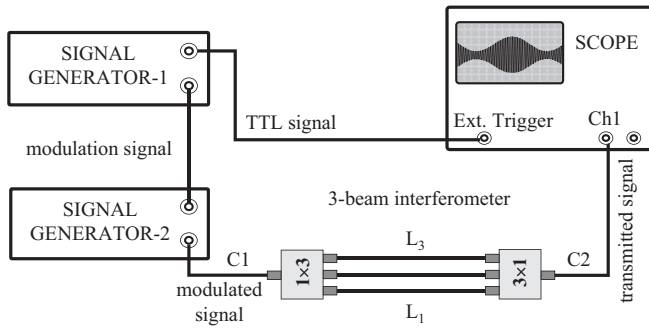 SIGNAL
GENERATOR-1
SCOPE
TTL signal
Ext. Trigger
Ch1
modulation signal
SIGNAL
GENERATOR-2
3-beam interferometer
transmitted signal
C1
modulated
signal
1×3
L3
L1
3×1
C2